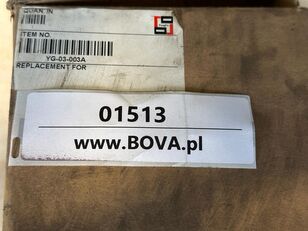 QUAN. IN
ITEM NO.
YG-03-003A
REPLACEMENT FOR
01513
www.BOVA.pl